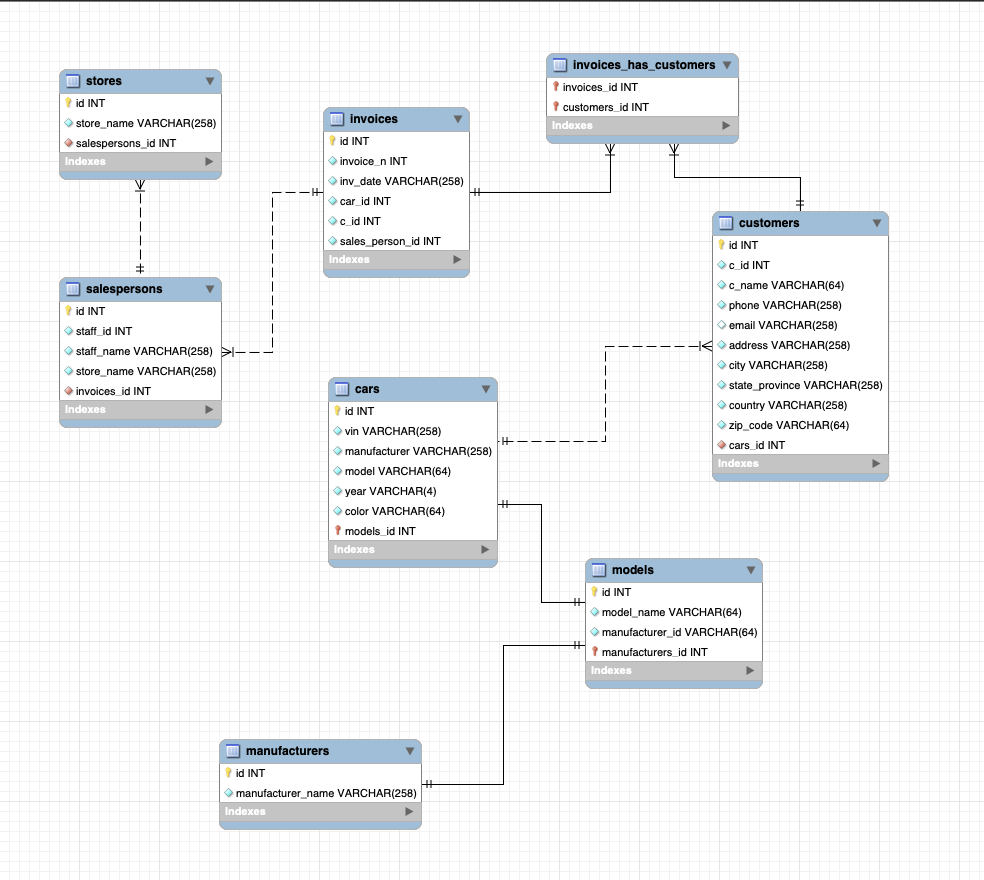 stores
id INT
store_name VARCHAR(258)
salespersons_id INT
Indexes
invoices
id INT
invoice_n INT
inv_date VARCHAR(258)
car_id INT
c_id INT
sales_person_id INT
Indexes
invoices_has_customers
invoices_id INT
customers_id INT
Indexes
customers
id INT
c_id INT
c_name VARCHAR(64)
phone VARCHAR(258)
email VARCHAR(258)
address VARCHAR(258)
city VARCHAR(258)
state_province VARCHAR(258)
country VARCHAR(258)
zip_code VARCHAR(64)
cars_id INT
Indexes
salespersons
id INT
staff_id INT
staff_name VARCHAR(258)
store_name VARCHAR(258)
invoices_id INT
Indexes
cars
id INT
vin VARCHAR(258)
manufacturer VARCHAR(258)
model VARCHAR(64)
year VARCHAR(4)
color VARCHAR(64)
models_id INT
Indexes
models
id INT
model_name VARCHAR(64)
manufacturer_id VARCHAR(64)
manufacturers_id INT
Indexes
manufacturers
id INT
manufacturer_name VARCHAR(258)
Indexes